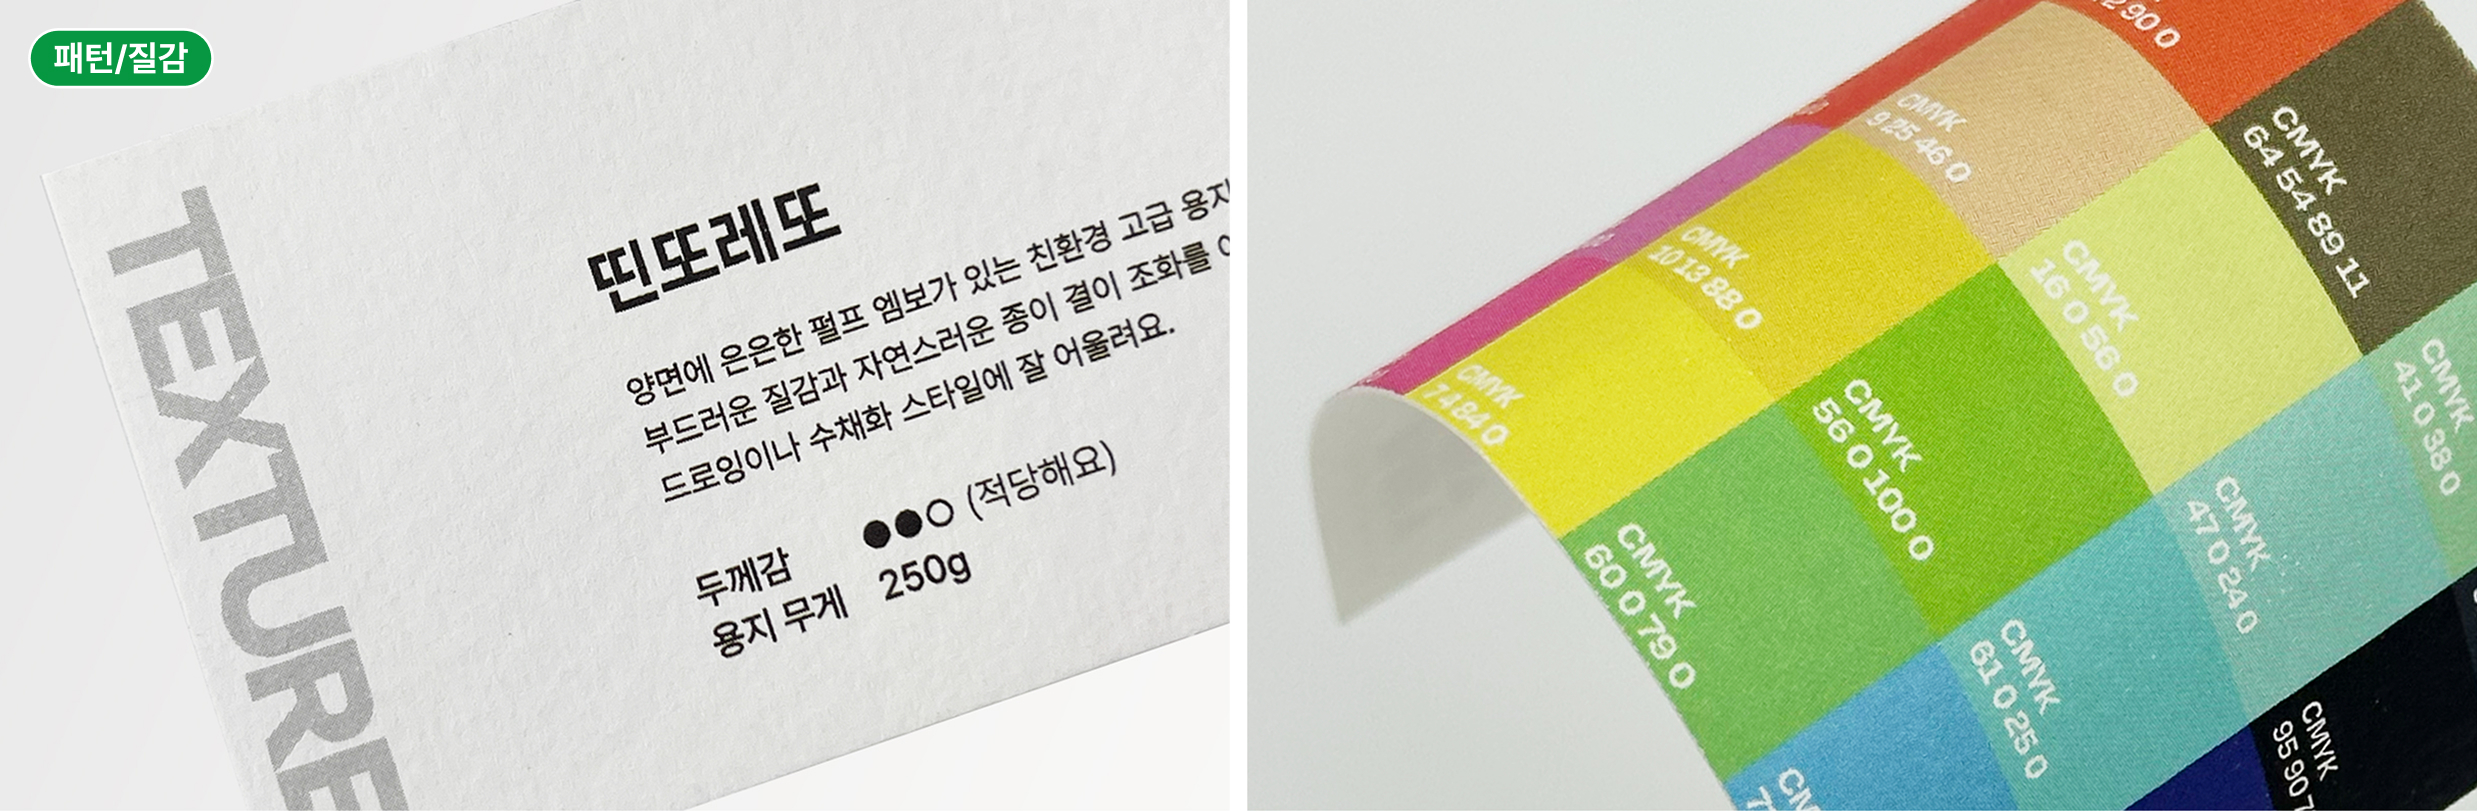 패턴/질감
TEXTURE
띤또레또
양면에 은은한 펄프 엠보가 있는 친환경 고급 용지
부드러운 질감과 자연스러운 종이 결이 조화를
드로잉이나 수채화 스타일에 잘 어울려요.
두께감 ●●○ (적당해요)
용지 무게 250g
2 90 0
CMYK
9 25 46 0
CMYK
64 54 89 11
CMYK
10 13 88 0
CMYK
16 0 56 0
CMYK
7 4 84 0
CMYK
56 0 100 0
CMYK
41 0 38 0
CMYK
60 0 79 0
CMYK
47 0 24 0
CMYK
61 0 25 0
CMYK
95 90 7